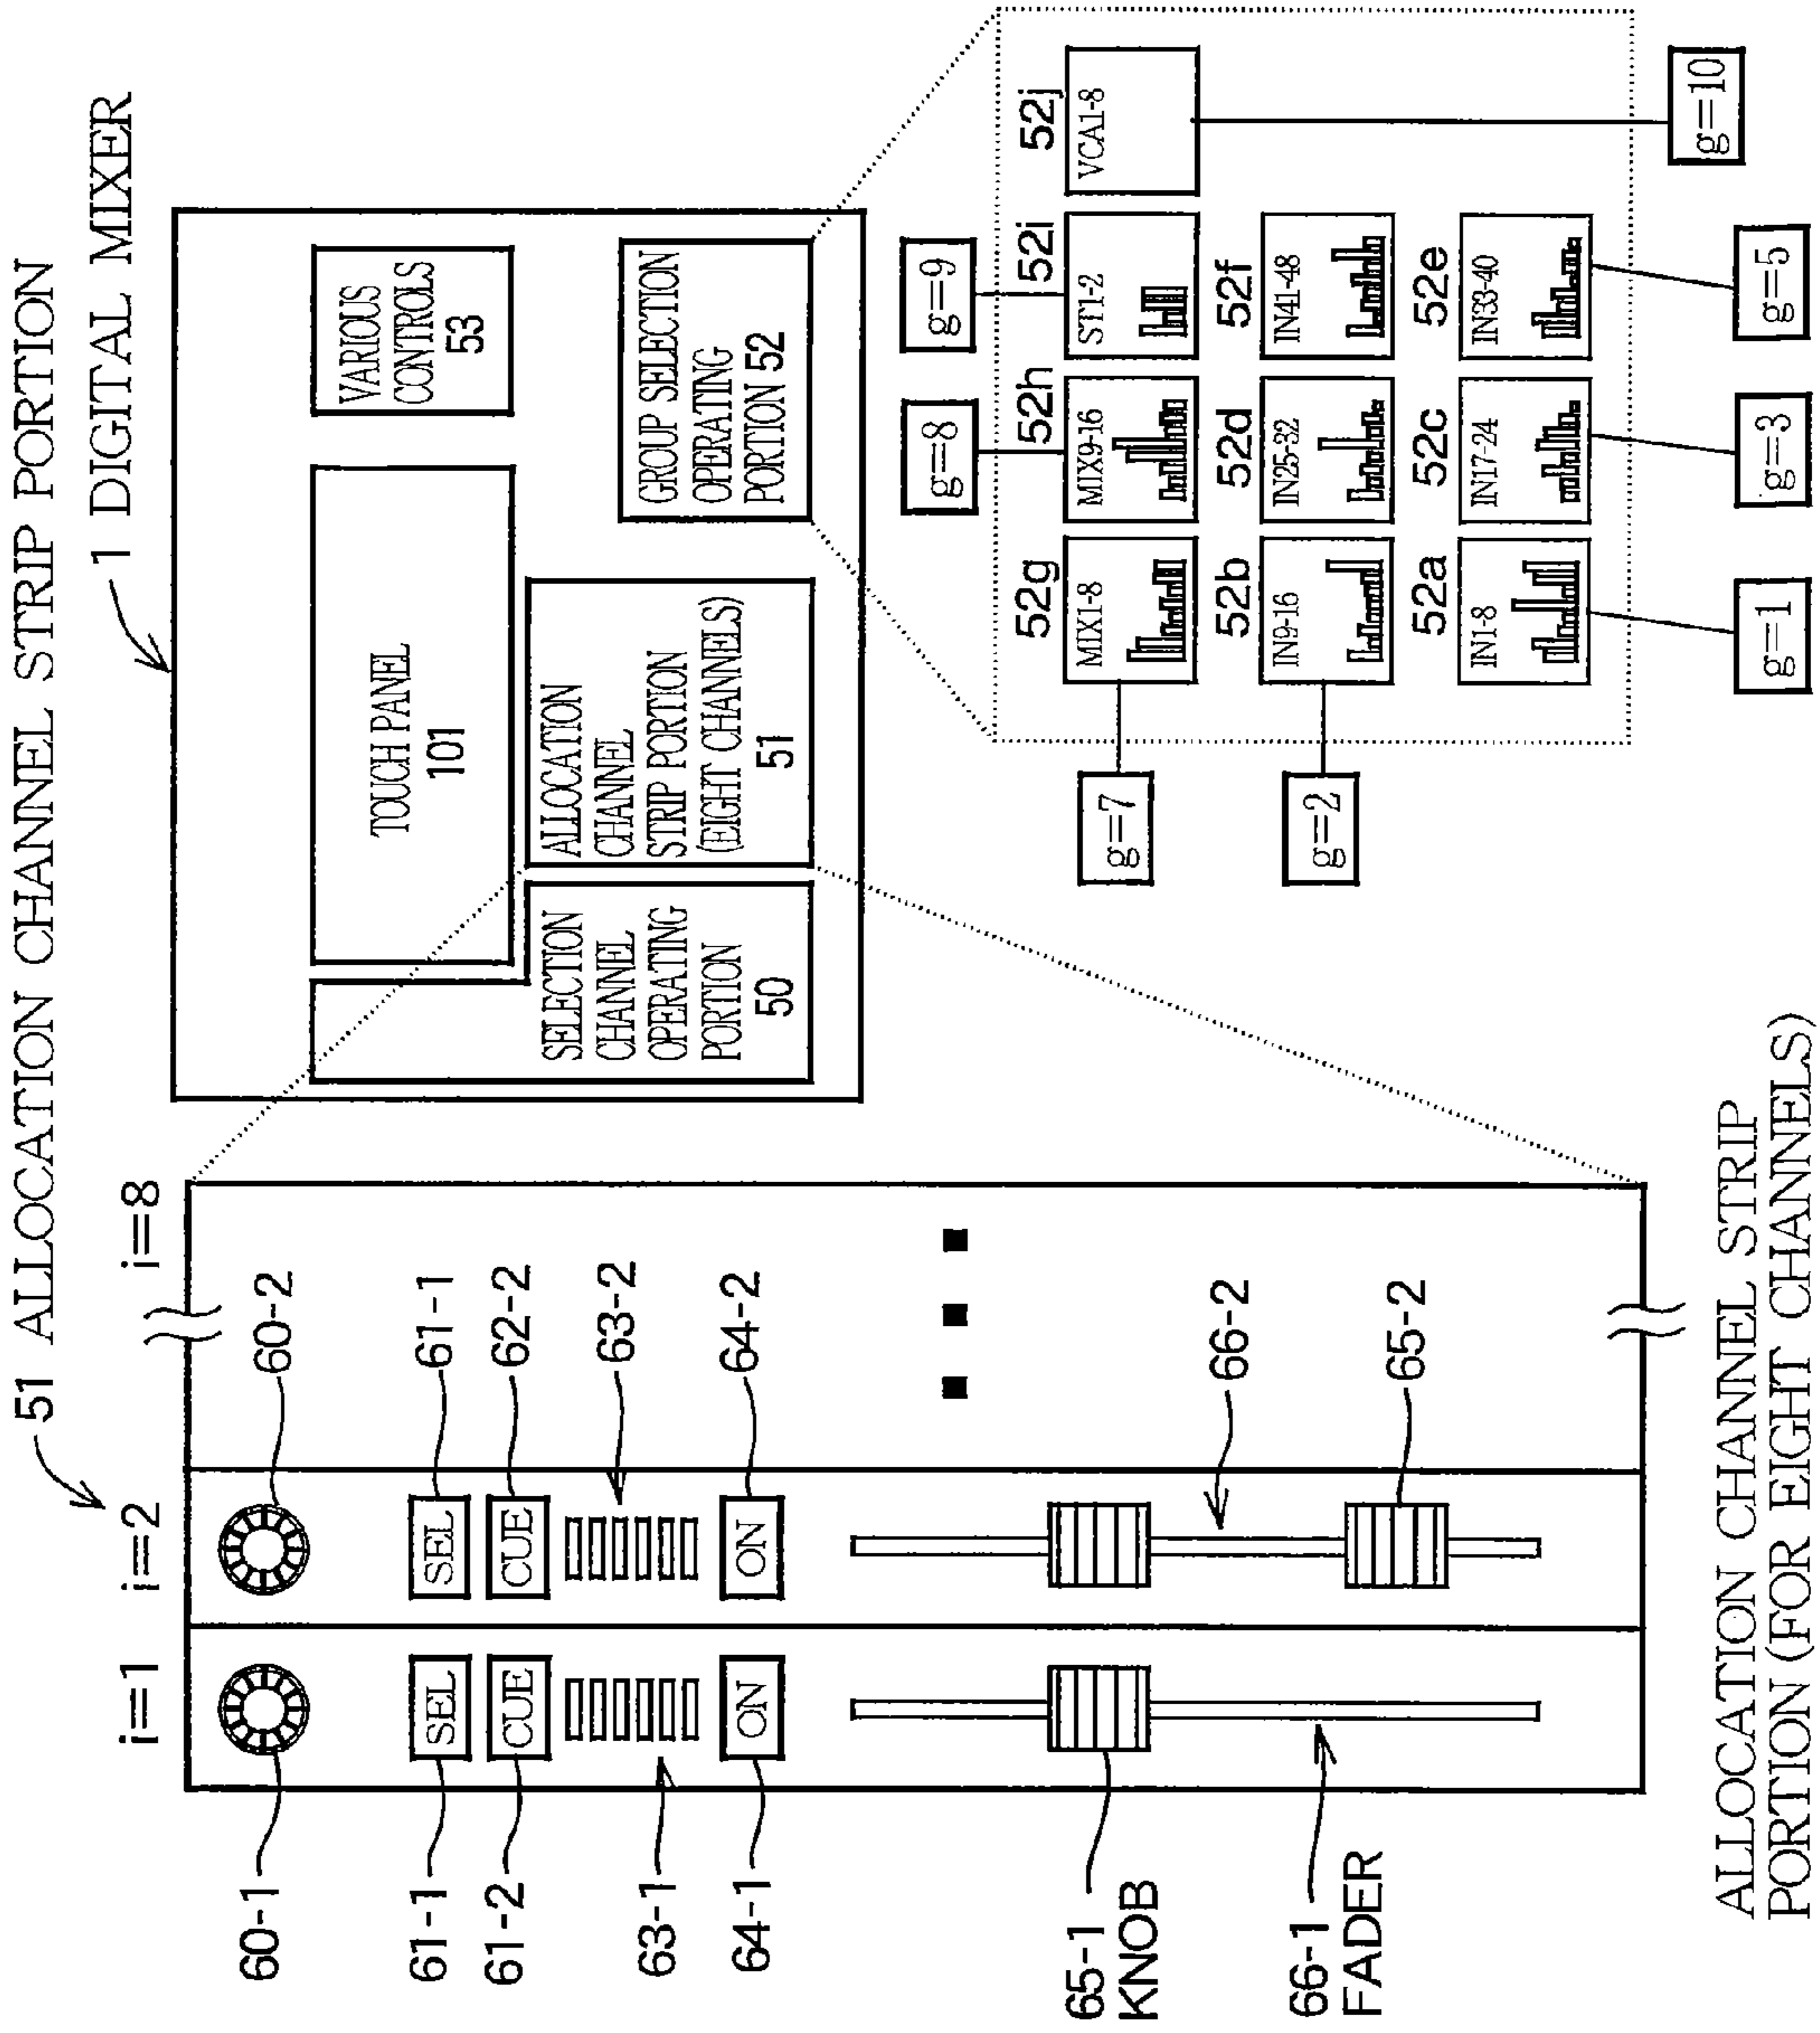 51 ALLOCATION CHANNEL STRIP PORTION
1 DIGITAL MIXER
TOUCH PANEL
101
VARIOUS
CONTROLS
53
SELECTION
CHANNEL
OPERATING
PORTION
50
ALLOCATION
CHANNEL
STRIP PORTION
(EIGHT CHANNELS)
51
GROUP SELECTION
OPERATING
PORTION 52
i=1
i=2
i=8
60-1
60-2
61-1
SEL
SEL
61-1
61-2
CUE
CUE
62-2
63-1
63-2
64-1
ON
ON
64-2
65-1
KNOB
66-2
66-1
FADER
65-2
g=8
g=9
52g
52h
52i
52j
g=7
MIX1-8
MIX9-16
ST1-2
VCA1-8
52b
52d
52f
g=2
IN9-16
IN25-32
IN41-48
52a
52c
52e
IN1-8
IN17-24
IN33-40
g=1
g=3
g=5
g=10
ALLOCATION CHANNEL STRIP
PORTION (FOR EIGHT CHANNELS)